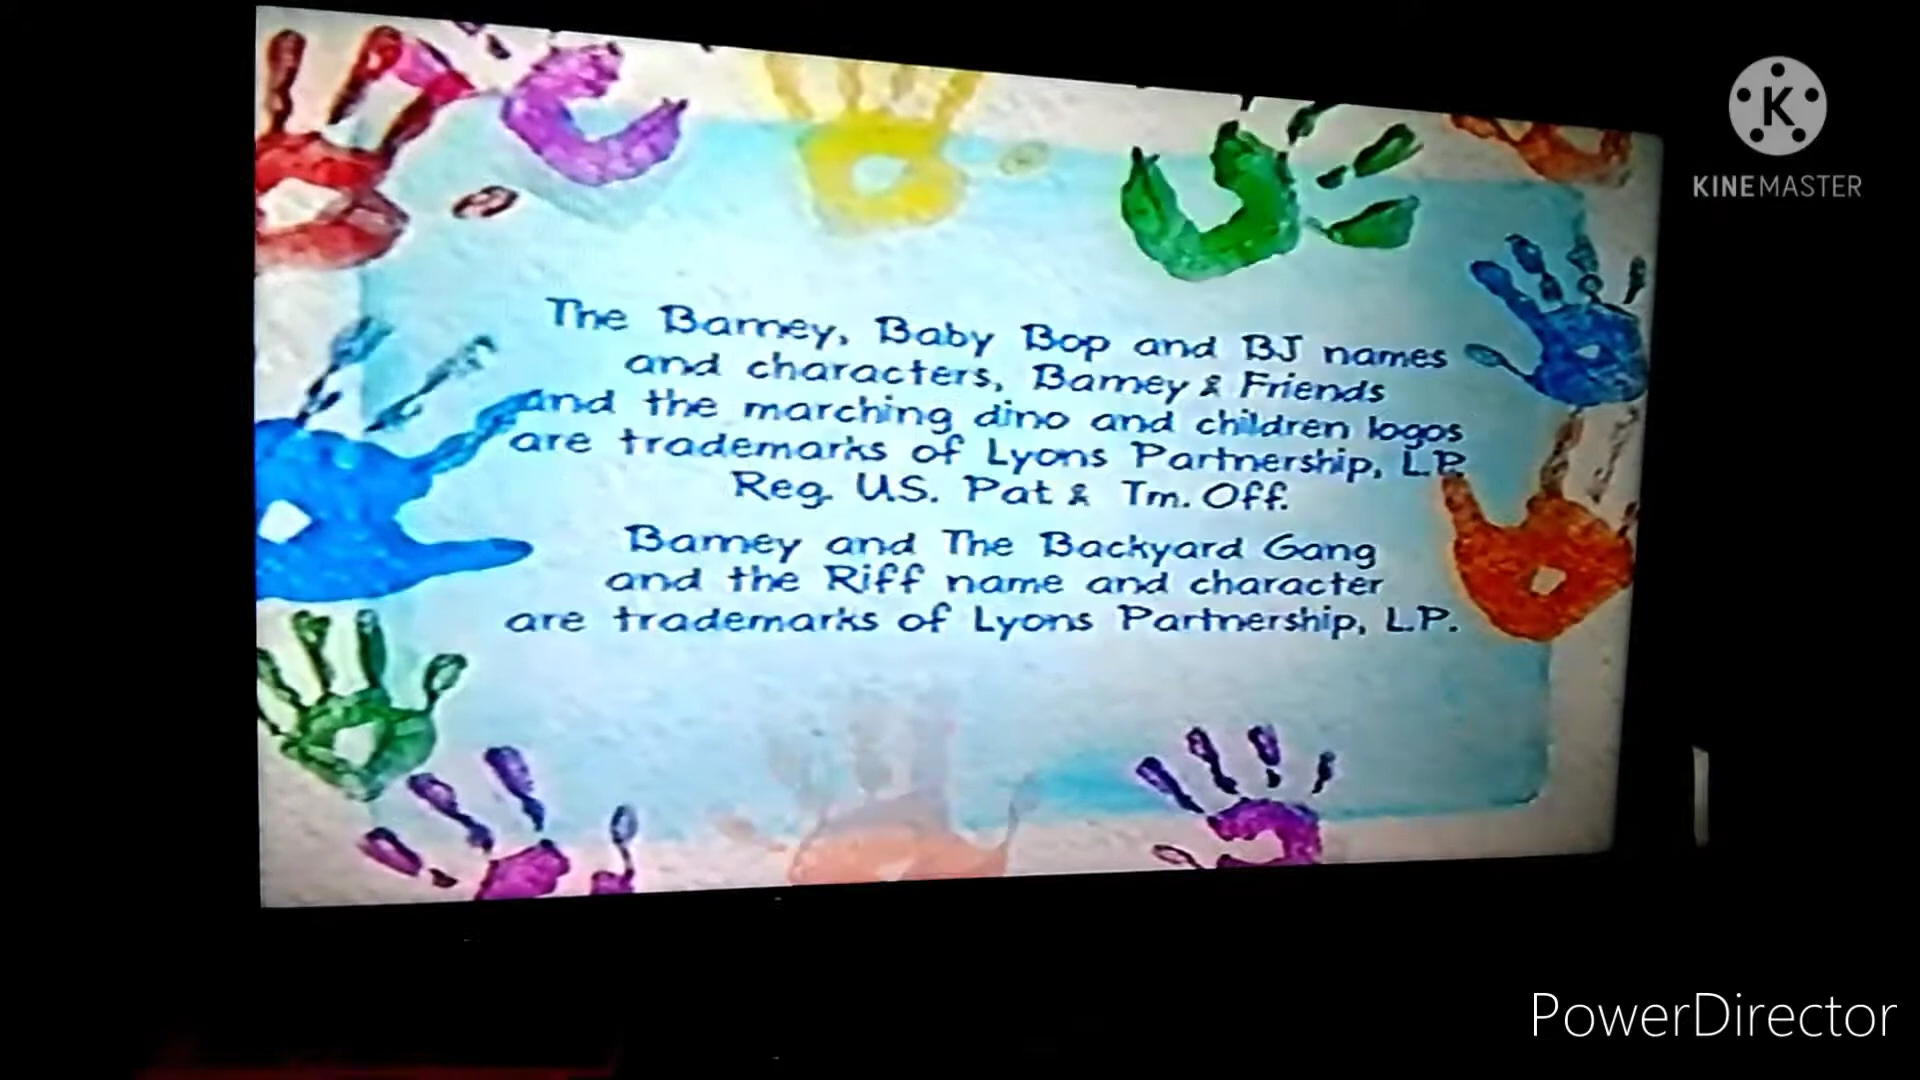 The Barney, Baby Bop and BJ names
and characters, Barney & Friends
and the marching dino and children logos
are trademarks of Lyons Partnership, L.P.
Reg. U.S. Pat & Tm. Off.
Barney and The Backyard Gang
and the Riff name and character
are trademarks of Lyons Partnership, L.P.
K
KINEMASTER
PowerDirector